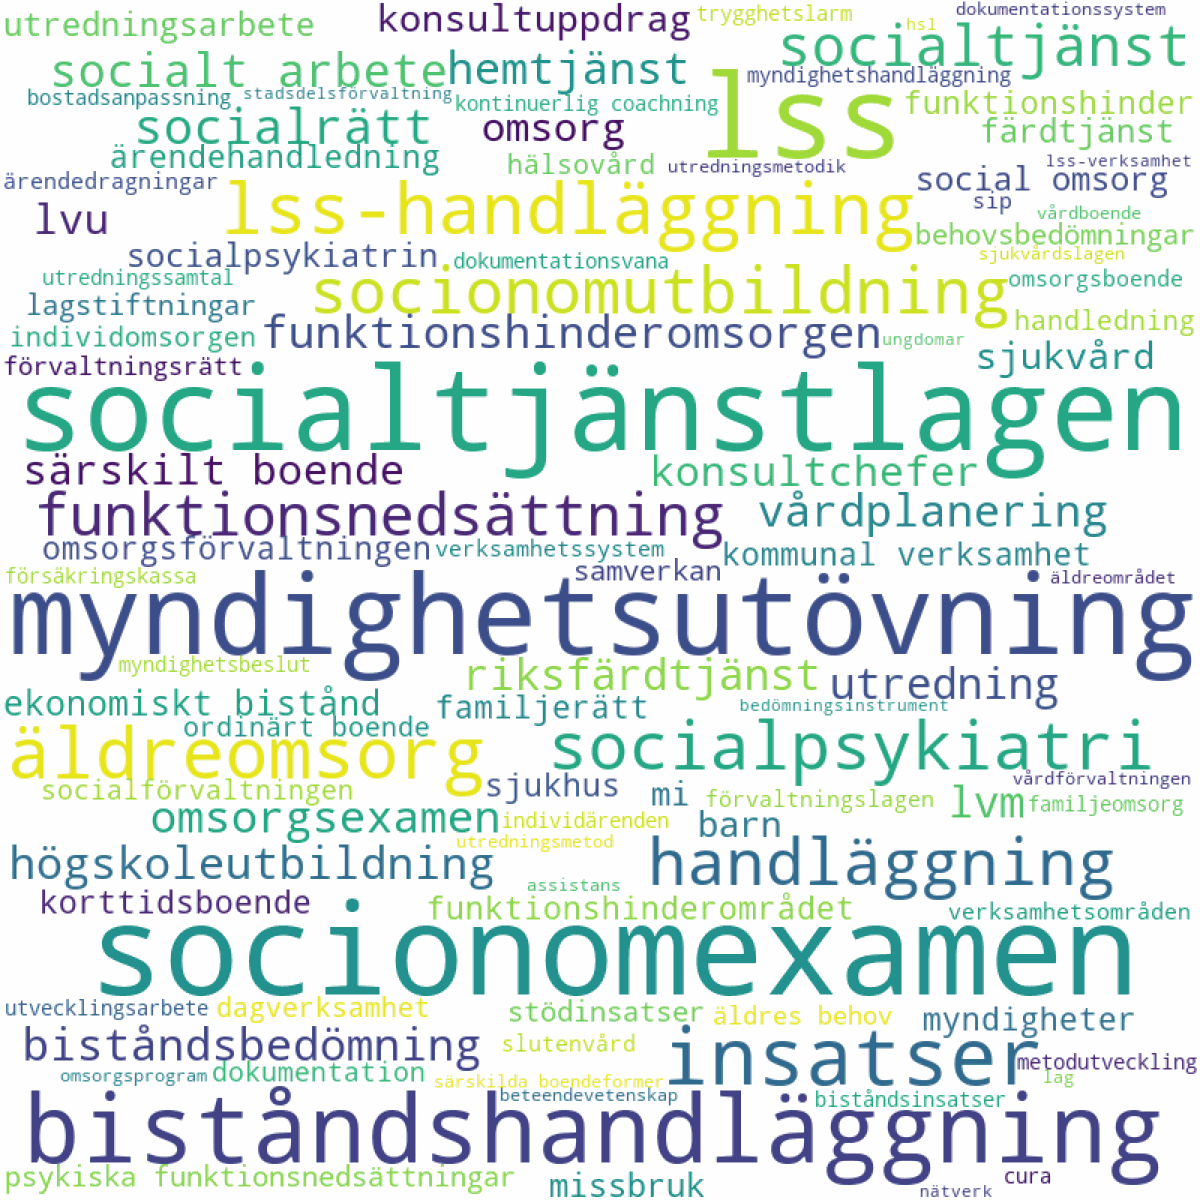 utredningsarbete
konsultuppdrag
trygghetslarm
dokumentationssystem
hsl
socialtjänst
socialt arbete
hemtjänst
myndighetshandläggning
lss
bostadsanpassning
stadsdelsförvaltning
kontinuerlig coachning
funktionshinder
socialrätt
omsorg
färdtjänst
ärendehandledning
hälsovård
utredningsmetodik
lss-verksamhet
ärendedragningar
social omsorg
sip
lvu
lss-handläggning
vårdboende
behovsbedömningar
socialpsykiatrin
dokumentationsvana
sjukvårdslagen
utredningssamtal
socionomutbildning
omsorgsboende
lagstiftningar
handledning
individomsorgen
funktionshinderomsorgen
ungdomar
förvaltningsrätt
sjukvård
socialtjänstlagen
särskilt boende
konsultchefer
funktionsnedsättning
vårdplanering
omsorgsförvaltningen
verksamhetssystem
kommunal verksamhet
försäkringskassa
samverkan
äldreområdet
myndighetsutövning
myndighetsbeslut
riksfärdtjänst
utredning
ekonomiskt bistånd
familjerätt
bedömningsinstrument
ordinärt boende
äldreomsorg
socialpsykiatri
sjukhus
vårdförvaltningen
socialförvaltningen
mi
förvaltningslagen
lvm
familjeomsorg
omsorgsexamen
individärenden
barn
utredningsmetod
högskoleutbildning
handläggning
assistans
korttidsboende
funktionshinderområdet
verksamhetsområden
socionomexamen
utvecklingsarbete
dagverksamhet
stödinsatser
äldres behov
myndigheter
biståndsbedömning
slutenvård
insatser
metodutveckling
omsorgsprogram
dokumentation
särskilda boendeformer
lag
beteendevetenskap
biståndsinsatser
biståndshandläggning
psykiska funktionsnedsättningar
missbruk
cura
nätverk